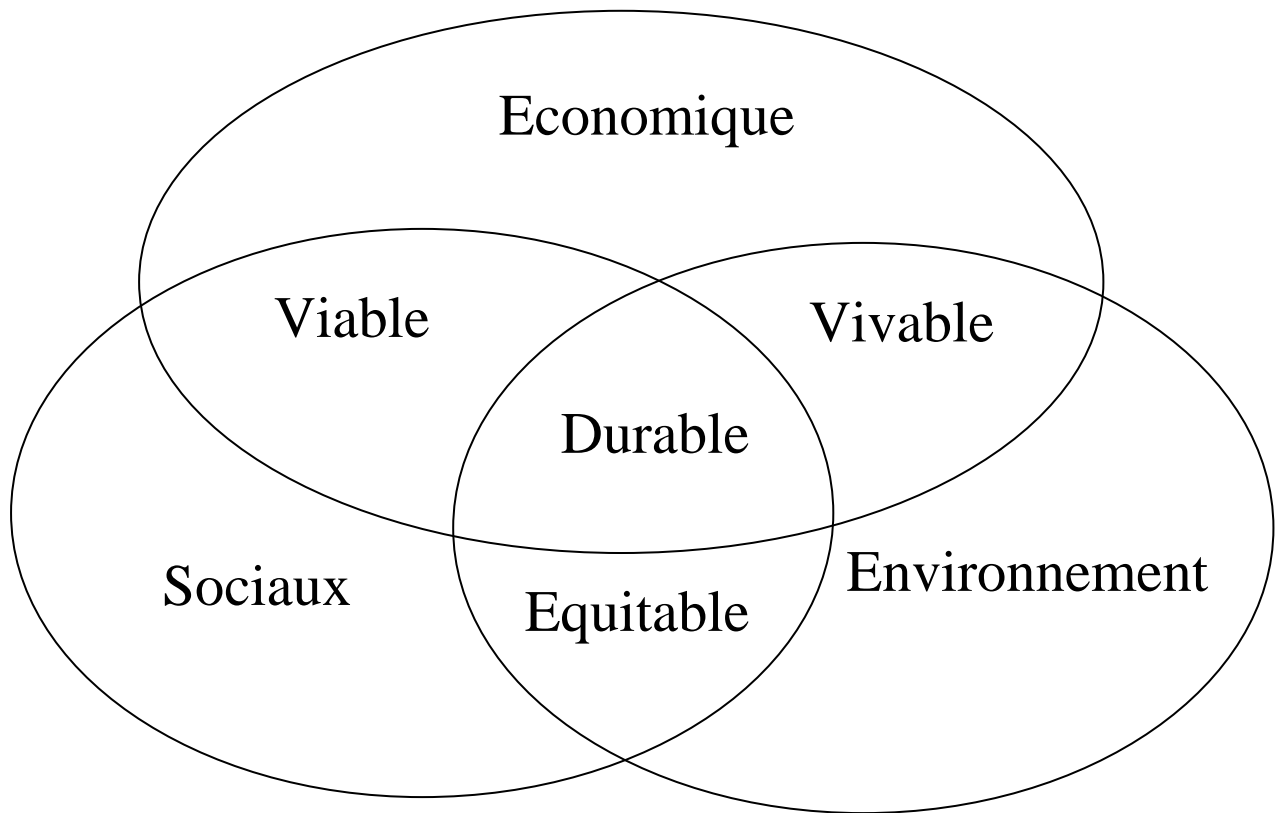 Economique
Viable
Vivable
Durable
Sociaux
Equitable
Environnement